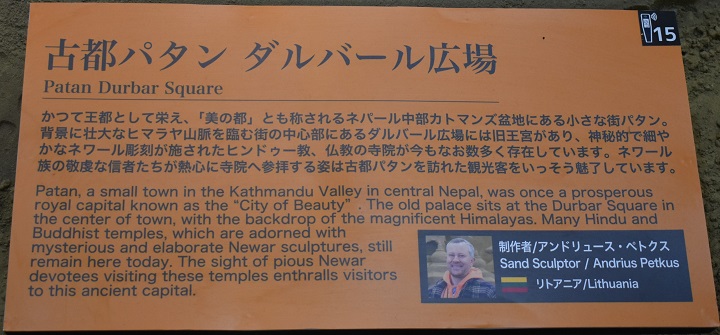 15
古都パタン ダルバール広場
Patan Durbar Square
かつて王都として栄え、「美の都」とも称されるネパール中部カトマンズ盆地にある小さな街パタン。
背景に壮大なヒマラヤ山脈を臨む街の中心部にあるダルバール広場には旧王宮があり、神秘的で細や
かなネワール彫刻が施されたヒンドゥー教、仏教の寺院が今もなお数多く存在しています。ネワール
族の敬虔な信者たちが熱心に寺院へ参拝する姿は古都パタンを訪れた観光客をいっそう魅了しています。
Patan, a small town in the Kathmandu Valley in central Nepal, was once a prosperous
royal capital known as the “City of Beauty” . The old palace sits at the Durbar Square in
the center of town, with the backdrop of the magnificent Himalayas. Many Hindu and
Buddhist temples, which are adorned with
mysterious and elaborate Newar sculptures, still
remain here today. The sight of pious Newar
devotees visiting these temples enthralls visitors
to this ancient capital.
制作者/アンドリュース・ペトクス
Sand Sculptor / Andrius Petkus
リトアニア/Lithuania